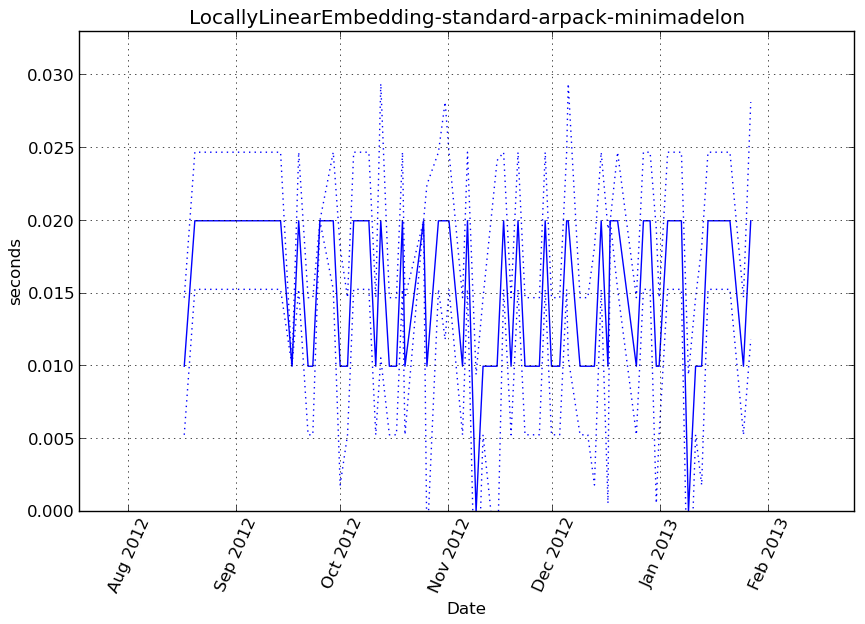 LocallyLinearEmbedding-standard-arpack-minimadelon
0.030
0.025
0.020
0.015
0.010
0.005
0.000
seconds
Aug 2012
Sep 2012
Oct 2012
Nov 2012
Dec 2012
Jan 2013
Feb 2013
Date